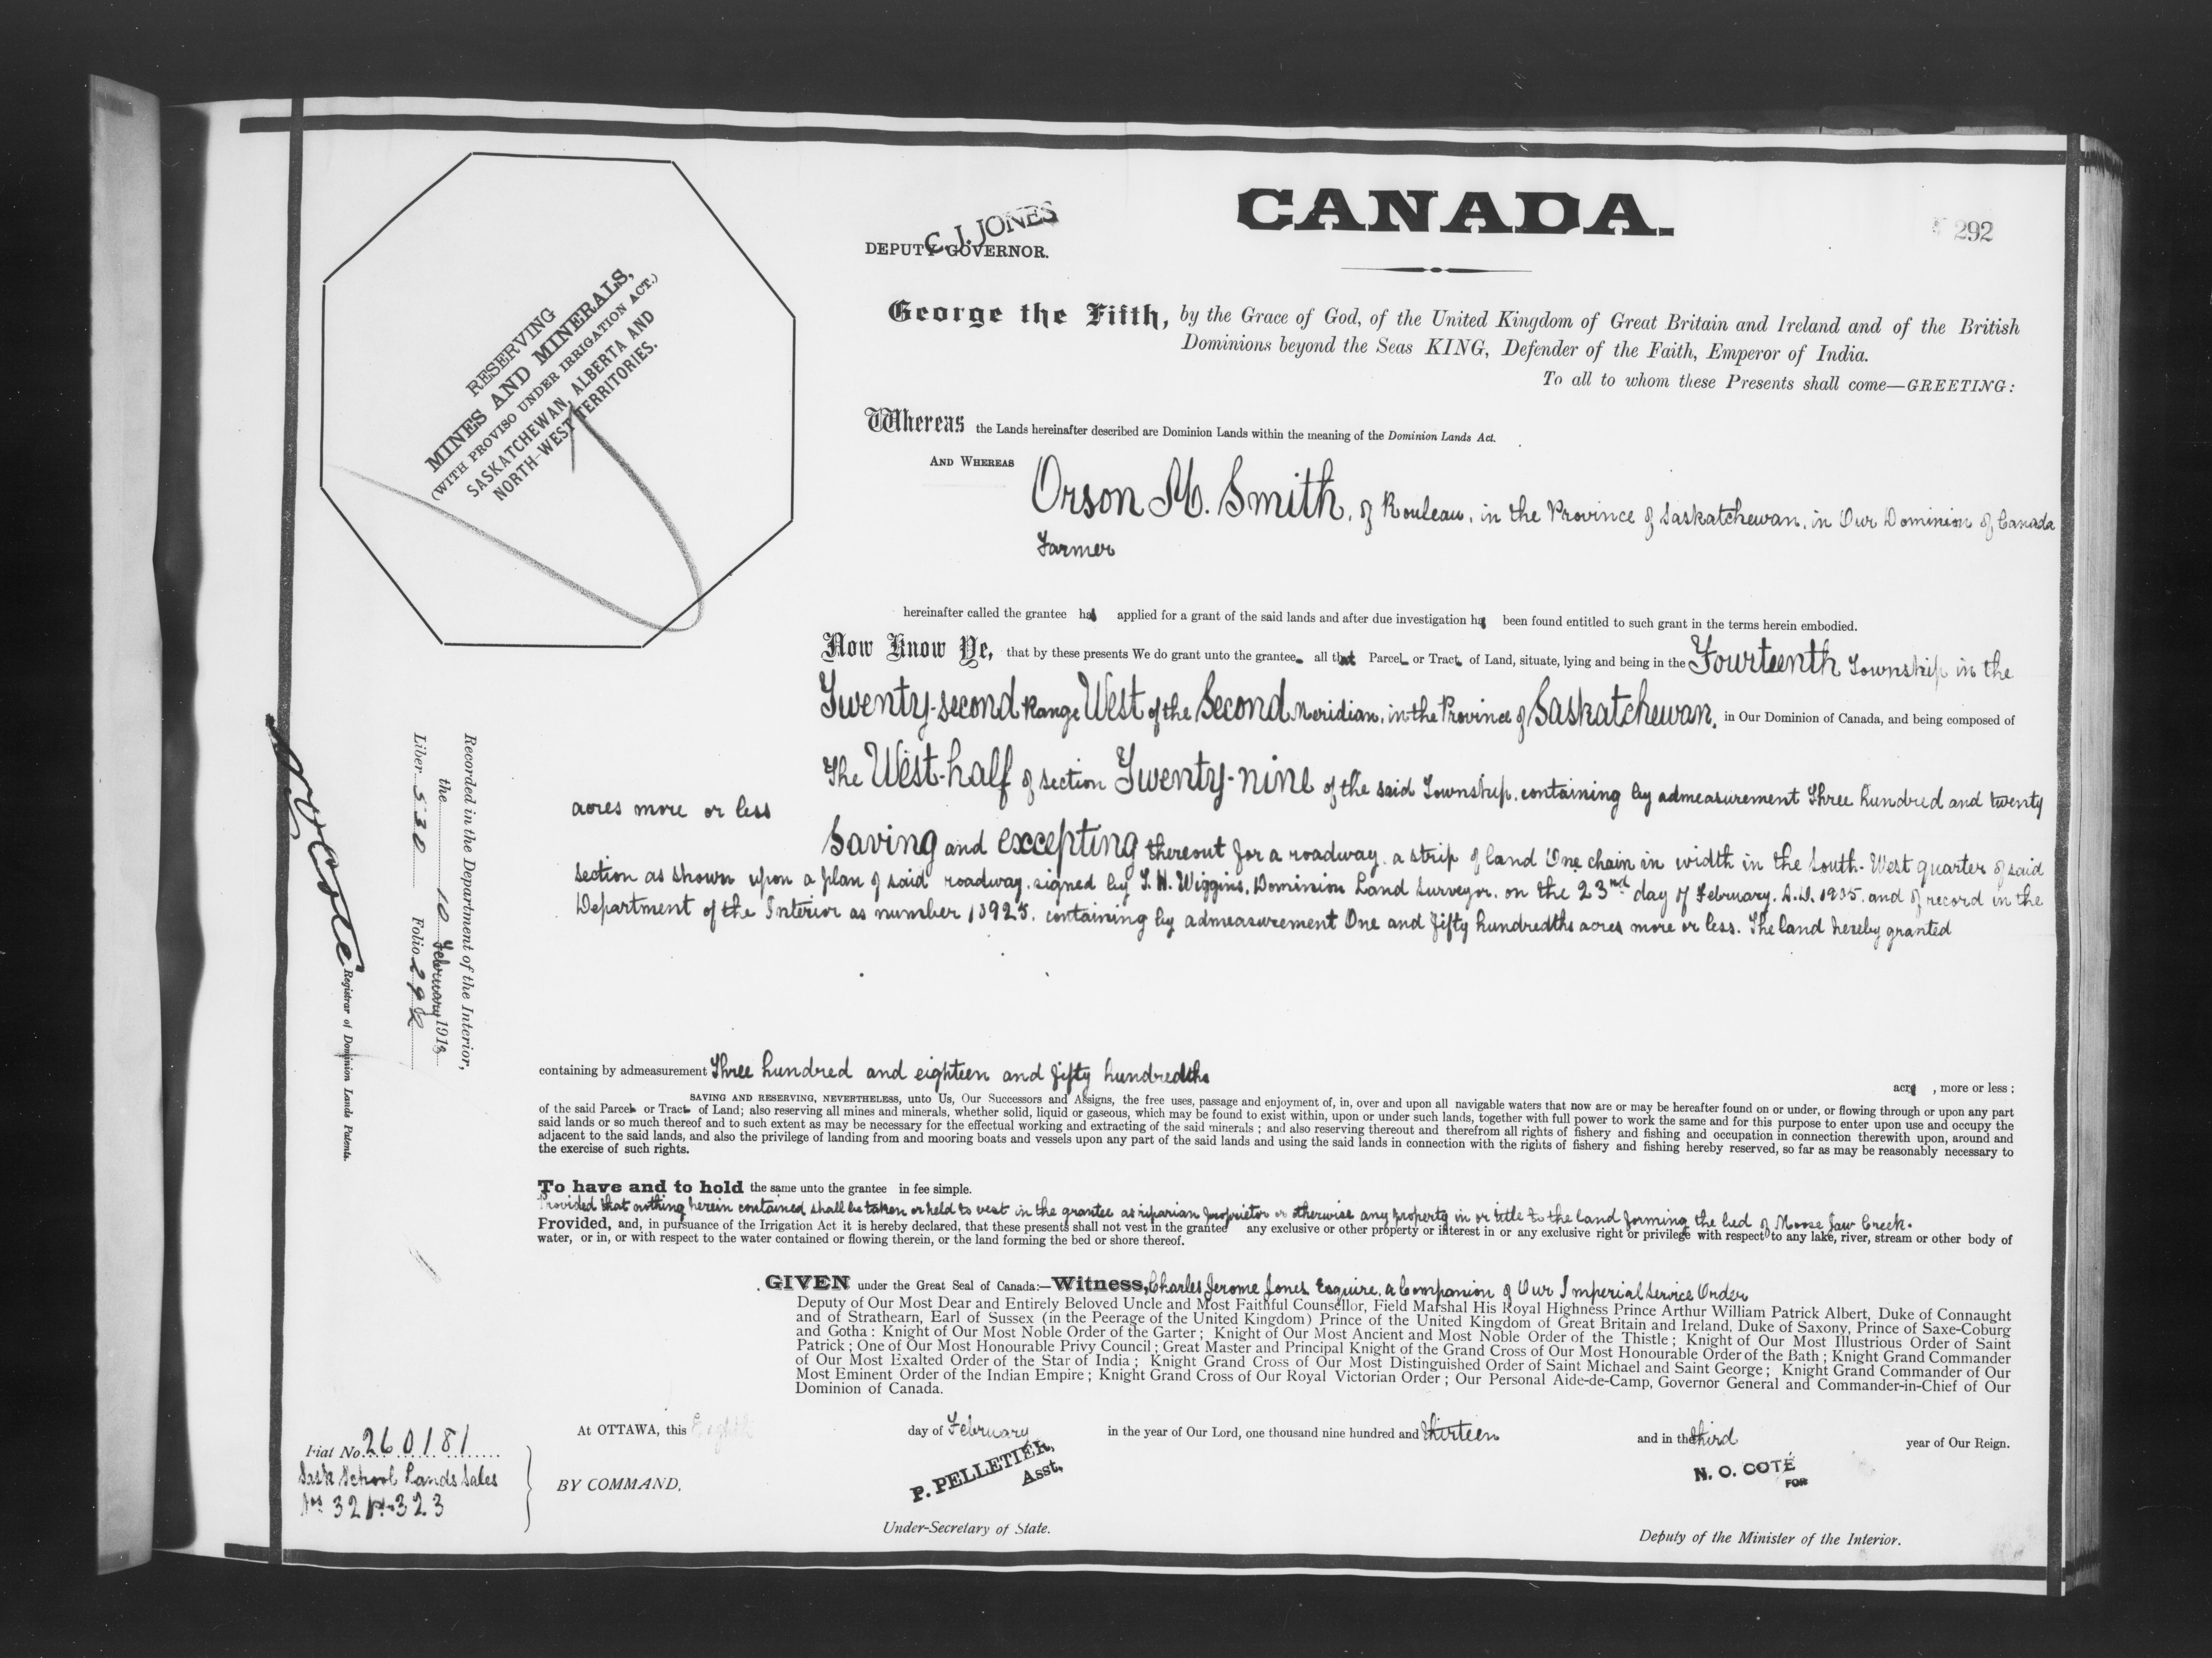 CANADA.
292
C. J. JONES
DEPUTY GOVERNOR.
RESERVING
MINES AND MINERALS,
(WITH PROVISO UNDER IRRIGATION ACT.)
SASKATCHEWAN, ALBERTA AND
NORTH-WEST TERRITORIES.
George the Fifth, by the Grace of God, of the United Kingdom of Great Britain and Ireland and of the British
Dominions beyond the Seas KING, Defender of the Faith, Emperor of India.
To all to whom these Presents shall come—GREETING:
Whereas the Lands hereinafter described are Dominion Lands within the meaning of the Dominion Lands Act.
AND WHEREAS
Orson M. Smith, of Rouleau, in the Province of Saskatchewan, in Our Dominion of Canada
Farmer
hereinafter called the grantee has applied for a grant of the said lands and after due investigation has been found entitled to such grant in the terms herein embodied.
Now Know Ye, that by these presents We do grant unto the grantee all that Parcel or Tract of Land, situate, lying and being in the Fourteenth Township in the
Twenty-second Range West of the Second Meridian, in the Province of Saskatchewan, in Our Dominion of Canada, and being composed of
The West-half of section Twenty-nine of the said Township, containing by admeasurement Three hundred and twenty
acres more or less
Saving and excepting thereout for a roadway, a strip of land One chain in width in the South-West quarter of said
section as shown upon a plan of said roadway, signed by T. H. Wiggins, Dominion Land Surveyor, on the 23rd day of February, A.D. 1905, and of record in the
Department of the Interior as number 13925, containing by admeasurement One and fifty hundredths acres more or less. The land hereby granted
containing by admeasurement Three hundred and eighteen and fifty hundredths
acres, more or less;
SAVING AND RESERVING, NEVERTHELESS, unto Us, Our Successors and Assigns, the free uses, passage and enjoyment of, in, over and upon all navigable waters that now are or may be hereafter found on or under, or flowing through or upon any part
of the said Parcel or Tract of Land; also reserving all mines and minerals, whether solid, liquid or gaseous, which may be found to exist within, upon or under such lands, together with full power to work the same and for this purpose to enter upon use and occupy the
said lands or so much thereof and to such extent as may be necessary for the effectual working and extracting of the said minerals; and also reserving thereout and therefrom all rights of fishery and fishing and occupation in connection therewith upon, around and
adjacent to the said lands, and also the privilege of landing from and mooring boats and vessels upon any part of the said lands and using the said lands in connection with the rights of fishery and fishing hereby reserved, so far as may be reasonably necessary to
the exercise of such rights.
To have and to hold the same unto the grantee in fee simple.
Provided that nothing herein contained shall be taken or held to vest in the grantee as riparian proprietor or otherwise any property in or title to the land forming the bed of Moose Jaw Creek.
Provided, and, in pursuance of the Irrigation Act it is hereby declared, that these presents shall not vest in the grantee any exclusive or other property or interest in or any exclusive right or privilege with respect to any lake, river, stream or other body of
water, or in, or with respect to the water contained or flowing therein, or the land forming the bed or shore thereof.
GIVEN under the Great Seal of Canada:—Witness, Charles Jerome Jones Esquire, a Companion of Our Imperial Service Order
Deputy of Our Most Dear and Entirely Beloved Uncle and Most Faithful Counsellor, Field Marshal His Royal Highness Prince Arthur William Patrick Albert, Duke of Connaught
and of Strathearn, Earl of Sussex (in the Peerage of the United Kingdom) Prince of the United Kingdom of Great Britain and Ireland, Duke of Saxony, Prince of Saxe-Coburg
and Gotha: Knight of Our Most Noble Order of the Garter; Knight of Our Most Ancient and Most Noble Order of the Thistle; Knight of Our Most Illustrious Order of Saint
Patrick; One of Our Most Honourable Privy Council; Great Master and Principal Knight of the Grand Cross of Our Most Honourable Order of the Bath; Knight Grand Commander
of Our Most Exalted Order of the Star of India; Knight Grand Cross of Our Most Distinguished Order of Saint Michael and Saint George; Knight Grand Commander of Our
Most Eminent Order of the Indian Empire; Knight Grand Cross of Our Royal Victorian Order; Our Personal Aide-de-Camp, Governor General and Commander-in-Chief of Our
Dominion of Canada.
At OTTAWA, this Eighth day of February in the year of Our Lord, one thousand nine hundred and thirteen and in the third year of Our Reign.
BY COMMAND,
P. PELLETIER,
Asst.
Under-Secretary of State.
N. O. COTÉ
FOR
Deputy of the Minister of the Interior.
Fiat No. 260181
Sask School Lands Sales
Nos 323
Recorded in the Department of the Interior,
the 10 February 1913
Liber 530 Folio 292
N O Coté
Registrar of Dominion Lands Patents.